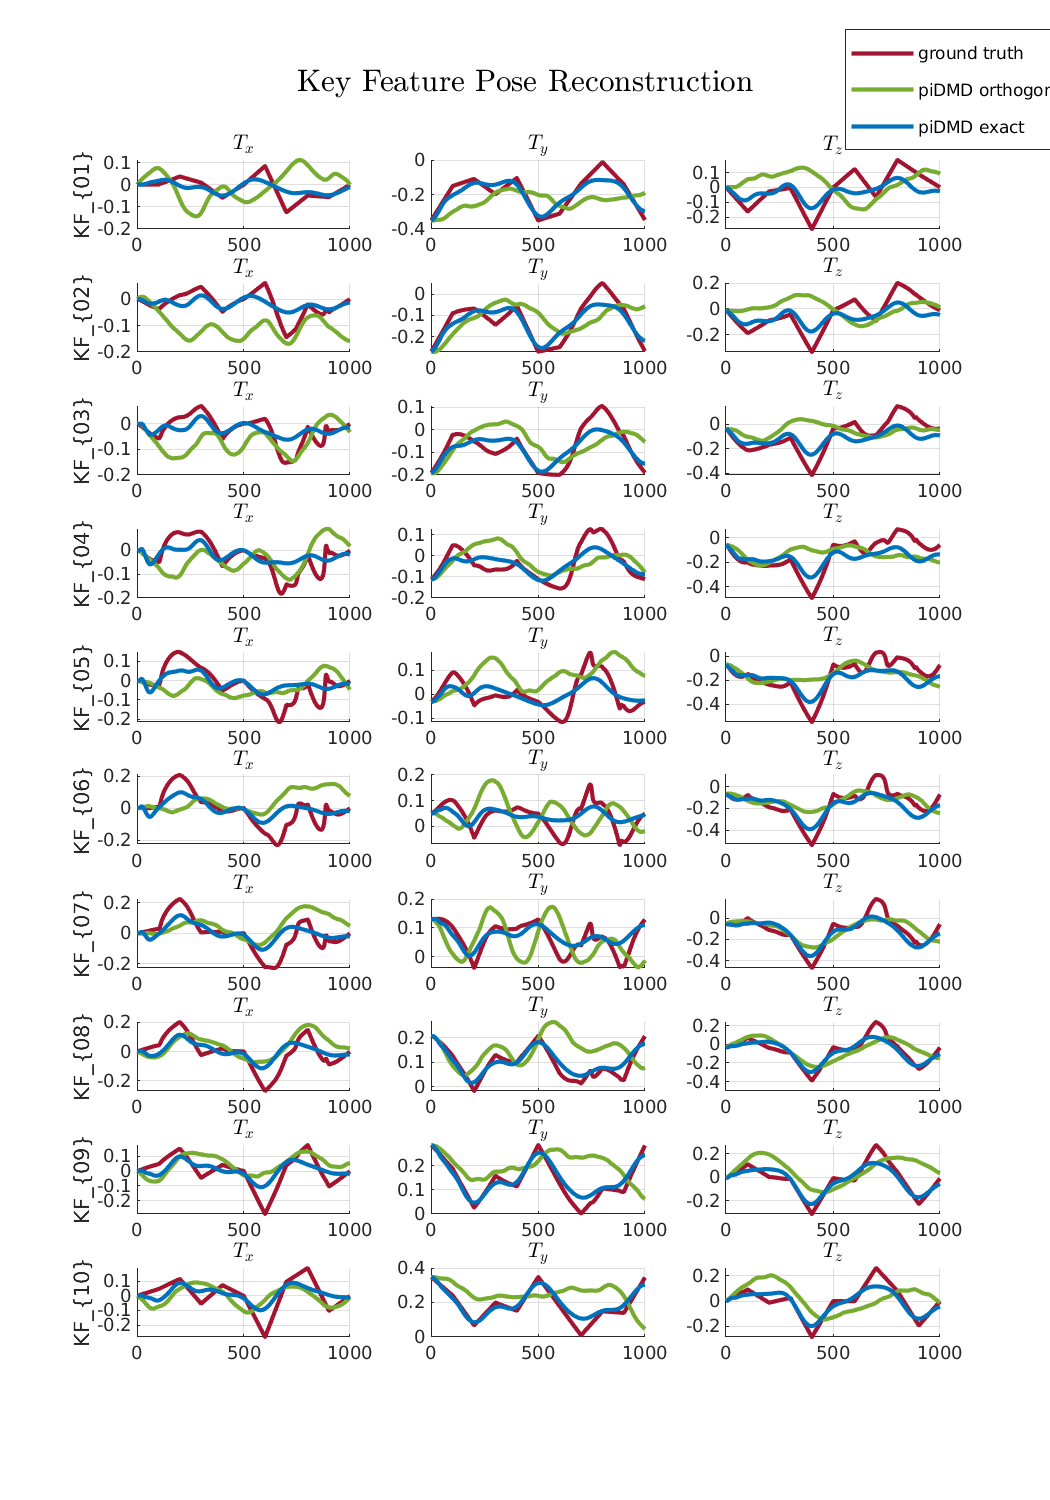 ground truth
Key Feature Pose Reconstruction
piDMD orthogon
piDMD exact
T_x T_y T_z
KF_{01}
0.1 0 -0.1 -0.2
0 -0.2 -0.4
0.1 0 -0.1 -0.2
0 500 1000 0 500 1000 0 500 1000
T_x T_y T_z
KF_{02}
0 -0.1 -0.2
0 -0.1 -0.2
0.2 0 -0.2
0 500 1000 0 500 1000 0 500 1000
T_x T_y T_z
KF_{03}
0 -0.1 -0.2
0.1 0 -0.1 -0.2
0 -0.2 -0.4
0 500 1000 0 500 1000 0 500 1000
T_x T_y T_z
KF_{04}
0 -0.1 -0.2
0.1 0 -0.1 -0.2
0 -0.2 -0.4
0 500 1000 0 500 1000 0 500 1000
T_x T_y T_z
KF_{05}
0.1 0 -0.1 -0.2
0.1 0 -0.1
0 -0.2 -0.4
0 500 1000 0 500 1000 0 500 1000
T_x T_y T_z
KF_{06}
0.2 0 -0.2
0.2 0.1 0
0 -0.2 -0.4
0 500 1000 0 500 1000 0 500 1000
T_x T_y T_z
KF_{07}
0.2 0 -0.2
0.2 0.1 0
0 -0.2 -0.4
0 500 1000 0 500 1000 0 500 1000
T_x T_y T_z
KF_{08}
0.2 0 -0.2
0.2 0.1 0
0.2 0 -0.2 -0.4
0 500 1000 0 500 1000 0 500 1000
T_x T_y T_z
KF_{09}
0.1 0 -0.1 -0.2
0.2 0.1 0
0.2 0 -0.2
0 500 1000 0 500 1000 0 500 1000
T_x T_y T_z
KF_{10}
0.1 0 -0.1 -0.2
0.4 0.2 0
0.2 0 -0.2
0 500 1000 0 500 1000 0 500 1000